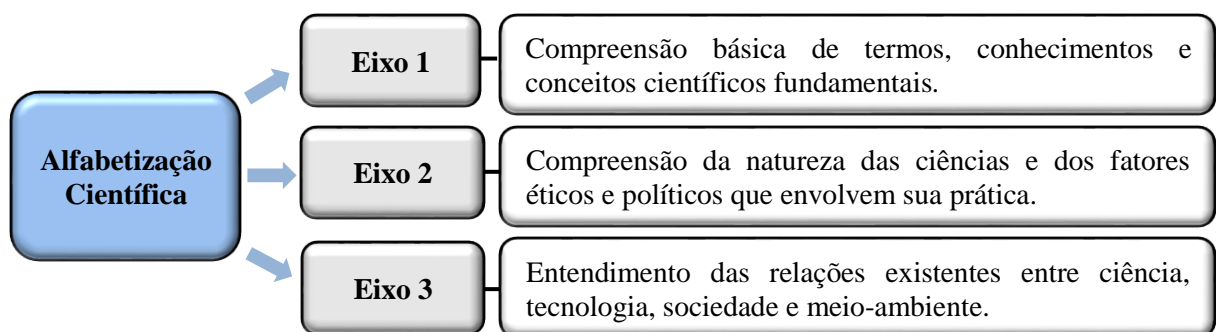 Alfabetização
Científica
Eixo 1
Compreensão básica de termos, conhecimentos e
conceitos científicos fundamentais.
Eixo 2
Compreensão da natureza das ciências e dos fatores
éticos e políticos que envolvem sua prática.
Eixo 3
Entendimento das relações existentes entre ciência,
tecnologia, sociedade e meio-ambiente.